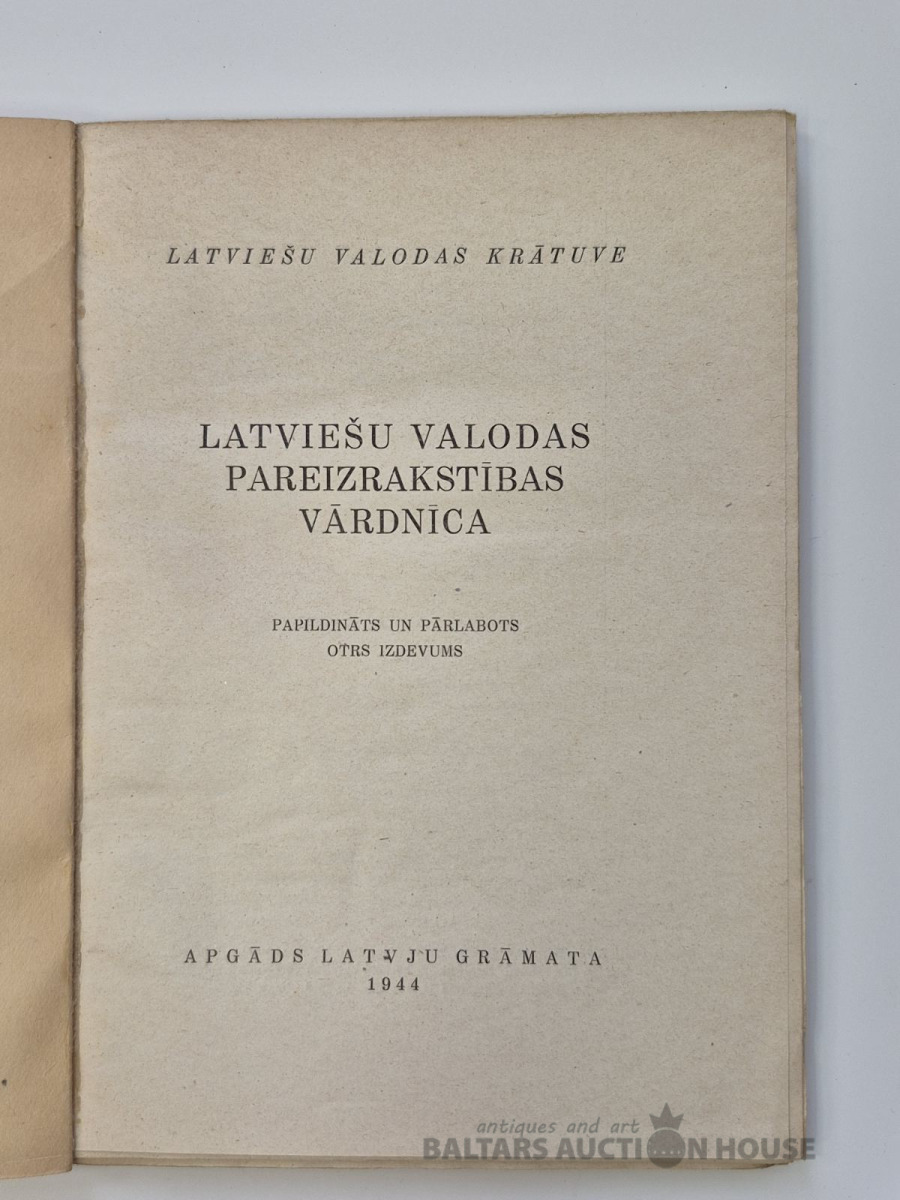 LATVIEŠU VALODAS KRĀTUVE
LATVIEŠU VALODAS
PAREIZRAKSTĪBAS
VĀRDNĪCA
PAPILDINĀTS UN PĀRLABOTS
OTRS IZDEVUMS
APGĀDS LATVJU GRĀMATA
1944
antiques and art
BALTARS AUCTION HOUSE